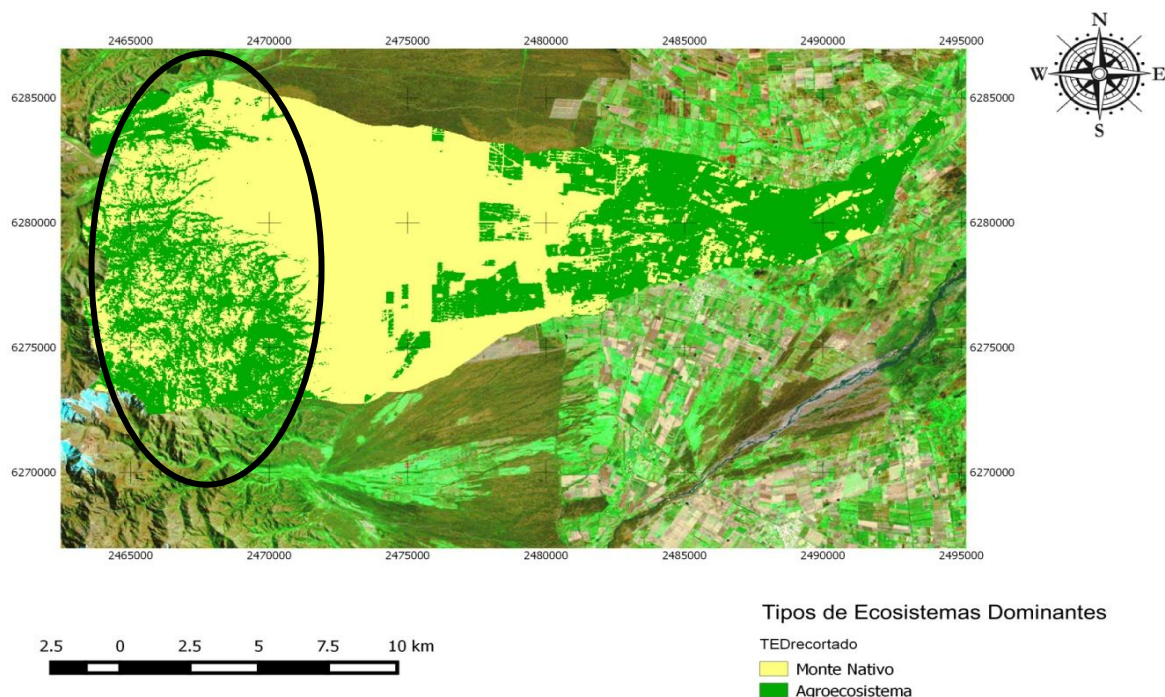 N
2465000 2470000 2475000 2480000 2485000 2490000 2495000
W E
6285000 6285000
S
6280000 6280000
6275000 6275000
6270000 6270000
2465000 2470000 2475000 2480000 2485000 2490000 2495000
Tipos de Ecosistemas Dominantes
2.5 0 2.5 5 7.5 10 km
TEDrecortado
Monte Nativo
Agroecosistema